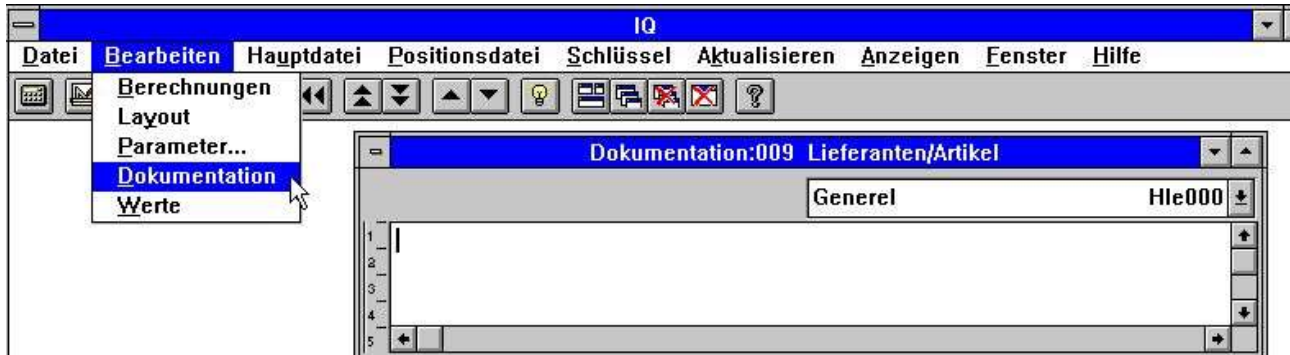 IQ
Datei Bearbeiten Hauptdatei Positionsdatei Schlüssel Aktualisieren Anzeigen Fenster Hilfe
Berechnungen
Layout
Parameter...
Dokumentation
Werte
Dokumentation:009 Lieferanten/Artikel
Generel Hle000
1
2
3
4
5